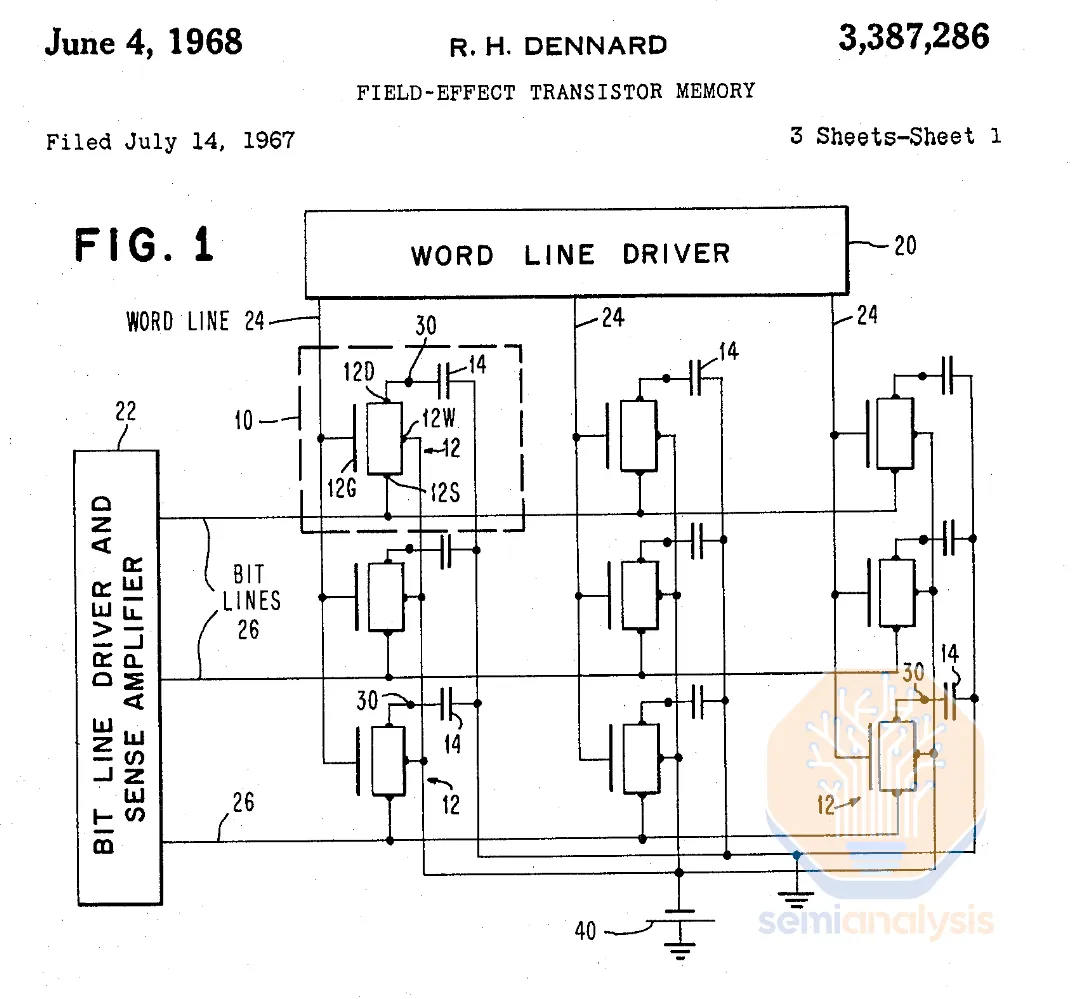 June 4, 1968
R. H. DENNARD
3,387,286
FIELD-EFFECT TRANSISTOR MEMORY
Filed July 14, 1967
3 Sheets-Sheet 1
FIG. 1
WORD LINE DRIVER
20
WORD LINE 24
24
24
30
14
14
12D
10
12W
12
12G
12S
22
BIT LINE DRIVER AND
SENSE AMPLIFIER
BIT
LINES
26
30
14
12
30
14
12
26
40
semianalysis